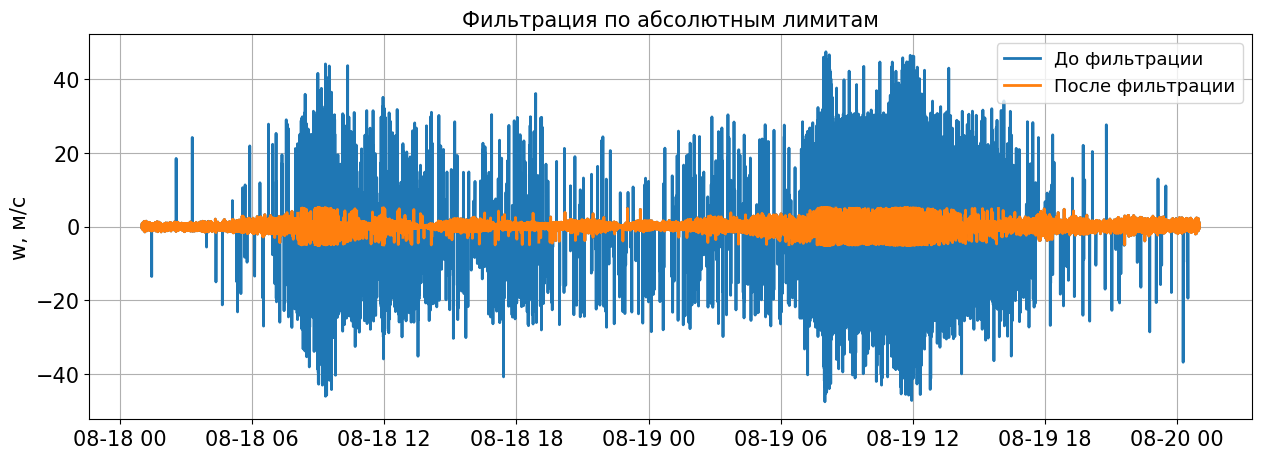 Фильтрация по абсолютным лимитам
До фильтрации
После фильтрации
w, м/с
40
20
0
−20
−40
08-18 00 08-18 06 08-18 12 08-18 18 08-19 00 08-19 06 08-19 12 08-19 18 08-20 00